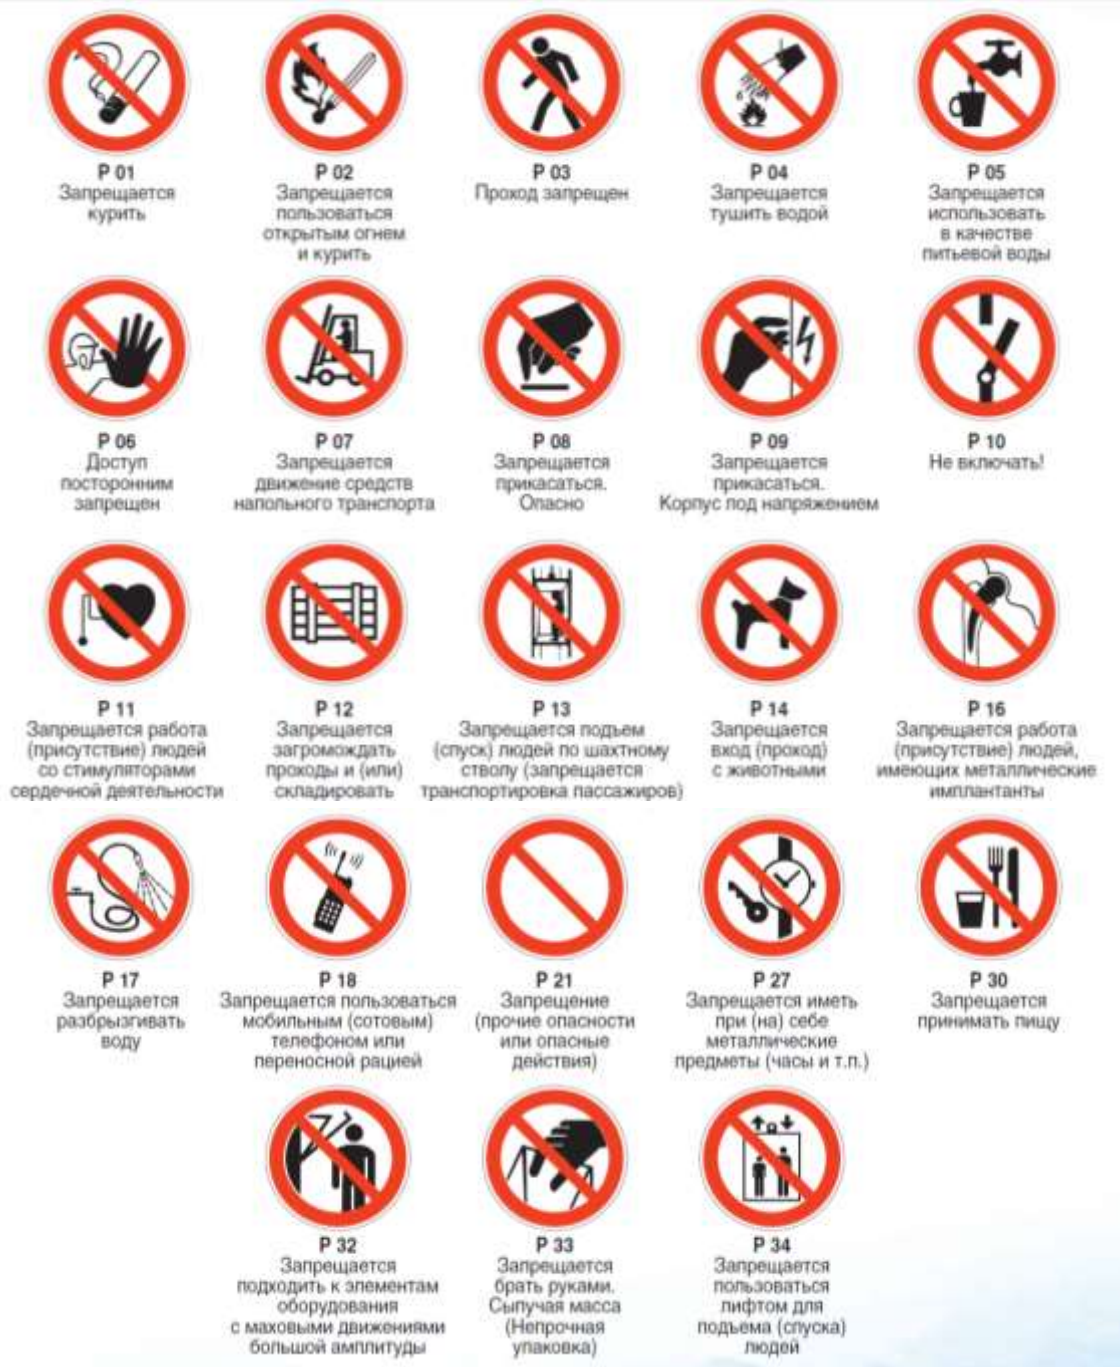 P 01
Запрещается
курить
P 02
Запрещается
пользоваться
открытым огнем
и курить
P 03
Проход запрещен
P 04
Запрещается
тушить водой
P 05
Запрещается
использовать
в качестве
питьевой воды
P 06
Доступ
посторонним
запрещен
P 07
Запрещается
движение средств
напольного транспорта
P 08
Запрещается
прикасаться.
Опасно
P 09
Запрещается
прикасаться.
Корпус под напряжением
P 10
Не включать!
P 11
Запрещается работа
(присутствие) людей
со стимуляторами
сердечной деятельности
P 12
Запрещается
загромождать
проходы и (или)
складировать
P 13
Запрещается подъем
(спуск) людей по шахтному
стволу (запрещается
транспортировка пассажиров)
P 14
Запрещается
вход (проход)
с животными
P 16
Запрещается работа
(присутствие) людей,
имеющих металлические
имплантанты
P 17
Запрещается
разбрызгивать
воду
P 18
Запрещается пользоваться
мобильным (сотовым)
телефоном или
переносной рацией
P 21
Запрещение
(прочие опасности
или опасные
действия)
P 27
Запрещается иметь
при (на) себе
металлические
предметы (часы и т.п.)
P 30
Запрещается
принимать пищу
P 32
Запрещается
подходить к элементам
оборудования
с маховыми движениями
большой амплитуды
P 33
Запрещается
брать руками.
Сыпучая масса
(Непрочная
упаковка)
P 34
Запрещается
пользоваться
лифтом для
подъема (спуска)
людей